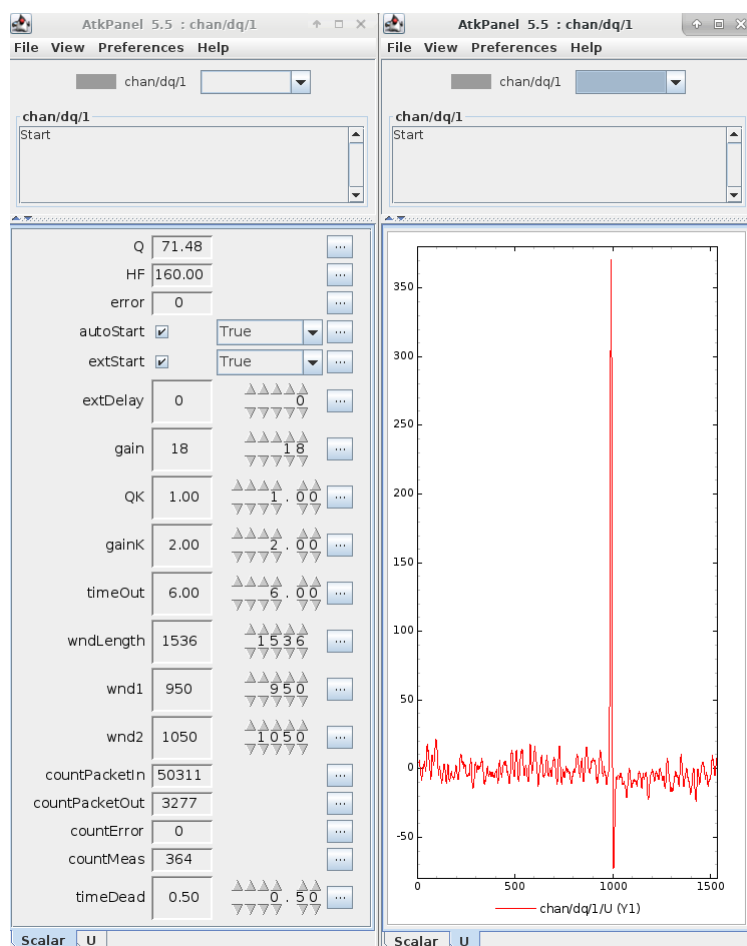 AtkPanel 5.5 : chan/dq/1
File View Preferences Help
chan/dq/1
chan/dq/1
Start
Q 71.48 ...
HF 160.00 ...
error 0 ...
autoStart True ...
extStart True ...
extDelay 0 0 ...
gain 18 18 ...
QK 1.00 1.00 ...
gainK 2.00 2.00 ...
timeOut 6.00 6.00 ...
wndLength 1536 1536 ...
wnd1 950 950 ...
wnd2 1050 1050 ...
countPacketIn 50311 ...
countPacketOut 3277 ...
countError 0 ...
countMeas 364 ...
timeDead 0.50 0.50 ...
Scalar U
AtkPanel 5.5 : chan/dq/1
File View Preferences Help
chan/dq/1
chan/dq/1
Start
350
300
250
200
150
100
50
0
-50
0 500 1000 1500
chan/dq/1/U (Y1)
Scalar U